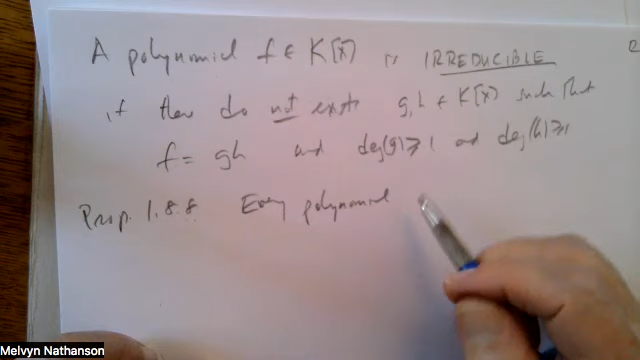 A polynomial f ∈ K[x] is IRREDUCIBLE
if there do not exist g, h ∈ K[x] such that
f = gh and deg(g) ≥ 1 and deg(h) ≥ 1
Prop. 1.8.8 Every polynomial
Melvyn Nathanson